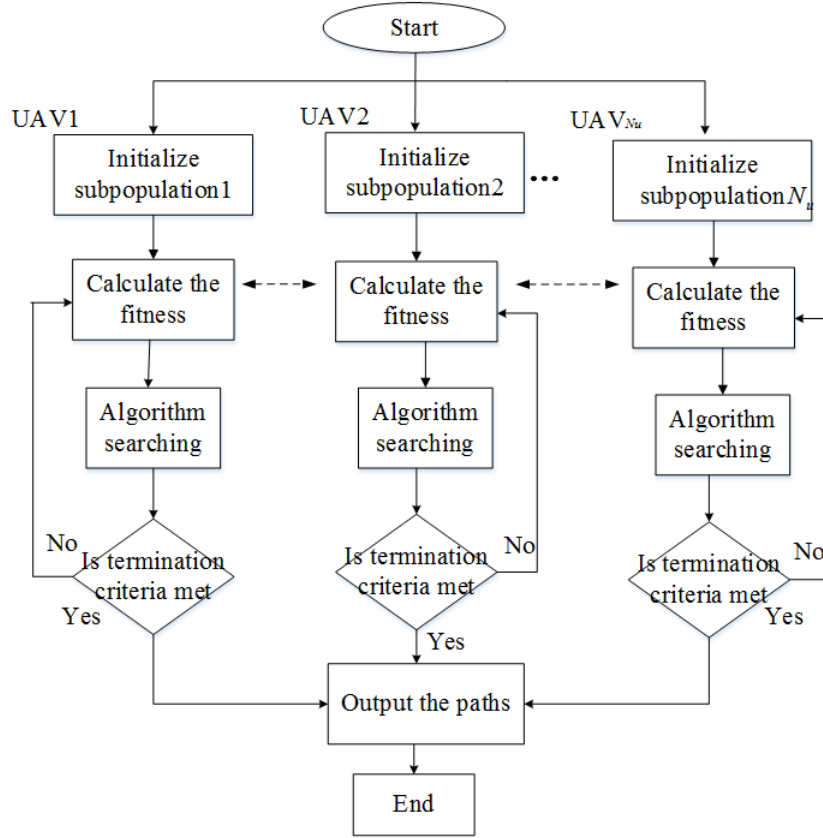 Start
UAV1
Initialize
subpopulation1
Calculate the
fitness
Algorithm
searching
No
Is termination
criteria met
Yes
UAV2
Initialize
subpopulation2
...
Calculate the
fitness
Algorithm
searching
Is termination
criteria met
No
Yes
UAVNu
Initialize
subpopulation Nu
Calculate the
fitness
Algorithm
searching
Is termination
criteria met
No
Yes
Output the paths
End